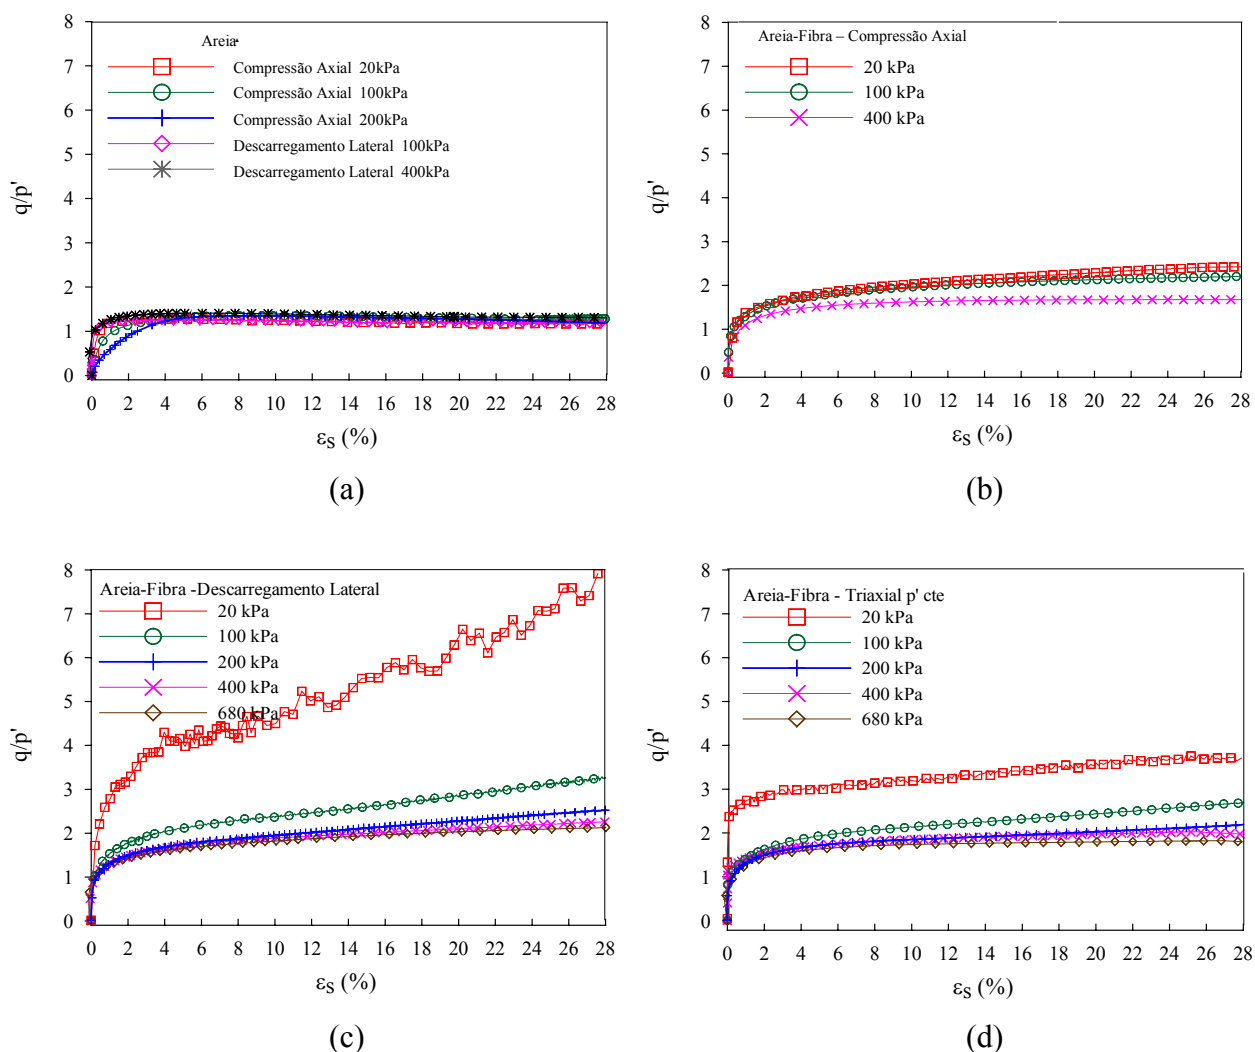 Areia
Compressão Axial 20kPa
Compressão Axial 100kPa
Compressão Axial 200kPa
Descarregamento Lateral 100kPa
Descarregamento Lateral 400kPa
8
7
6
5
4
3
2
1
0
q/p'
0 2 4 6 8 10 12 14 16 18 20 22 24 26 28
εS (%)
(a)
Areia-Fibra – Compressão Axial
20 kPa
100 kPa
400 kPa
8
7
6
5
4
3
2
1
0
q/p'
0 2 4 6 8 10 12 14 16 18 20 22 24 26 28
εS (%)
(b)
Areia-Fibra -Descarregamento Lateral
20 kPa
100 kPa
200 kPa
400 kPa
680 kPa
8
7
6
5
4
3
2
1
0
q/p'
0 2 4 6 8 10 12 14 16 18 20 22 24 26 28
εS (%)
(c)
Areia-Fibra - Triaxial p' cte
20 kPa
100 kPa
200 kPa
400 kPa
680 kPa
8
7
6
5
4
3
2
1
0
q/p'
0 2 4 6 8 10 12 14 16 18 20 22 24 26 28
εS (%)
(d)